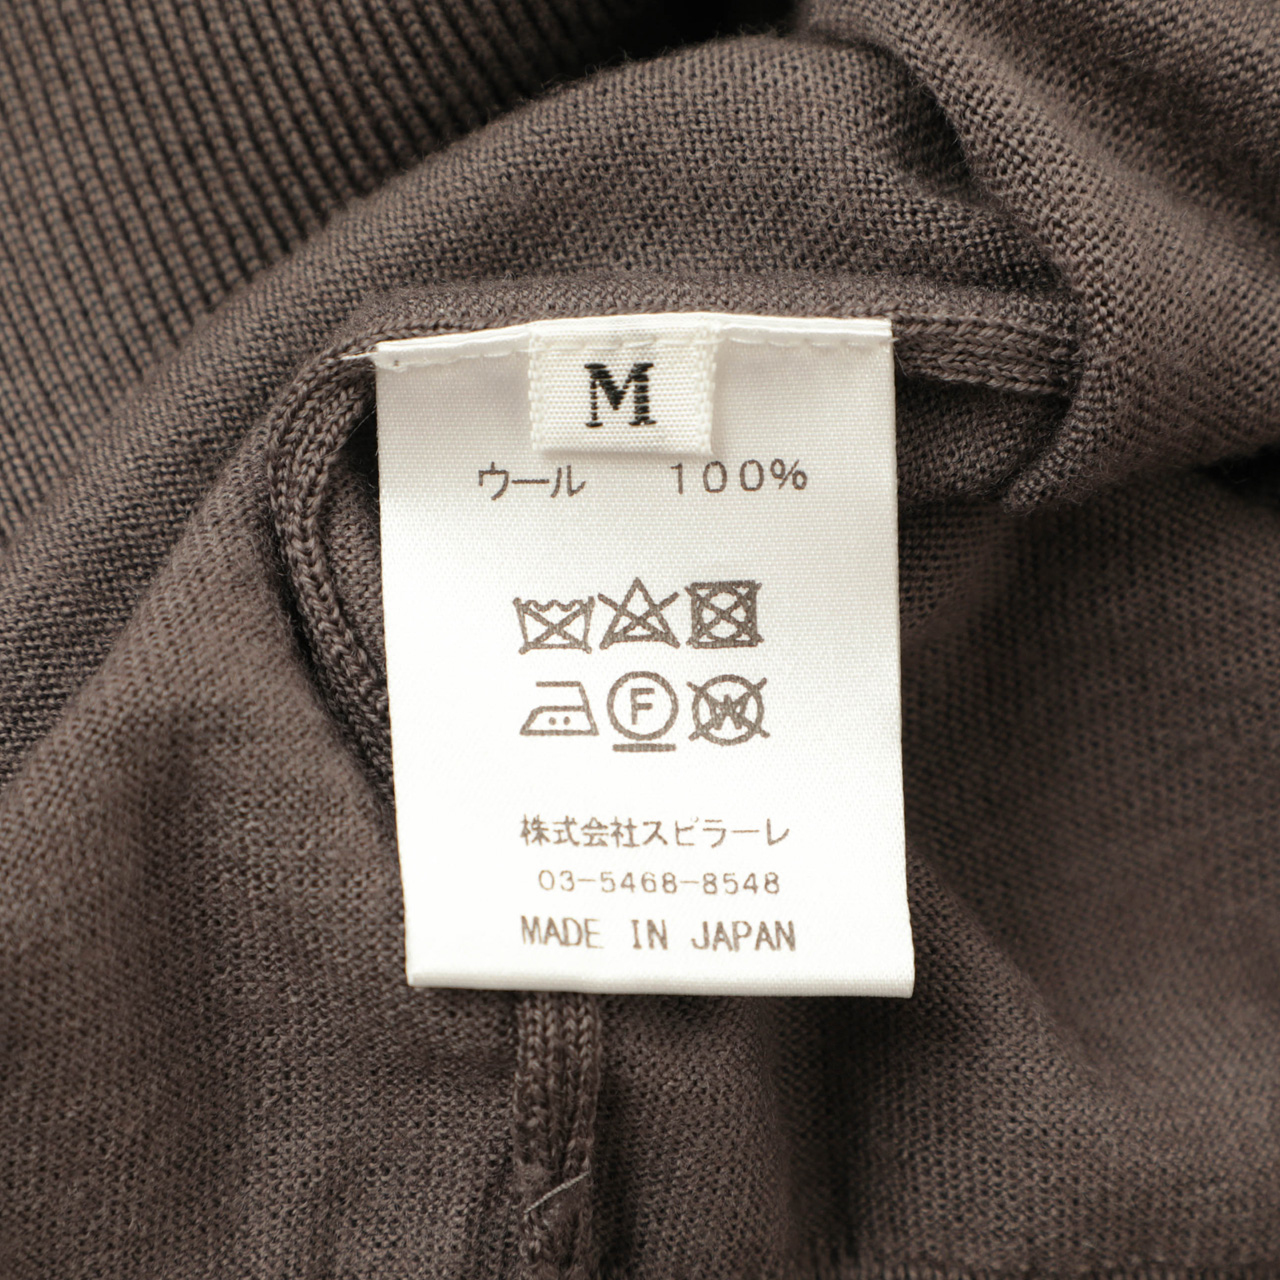 M
ウール 100%
F
W
株式会社スピラーレ
03-5468-8548
MADE IN JAPAN